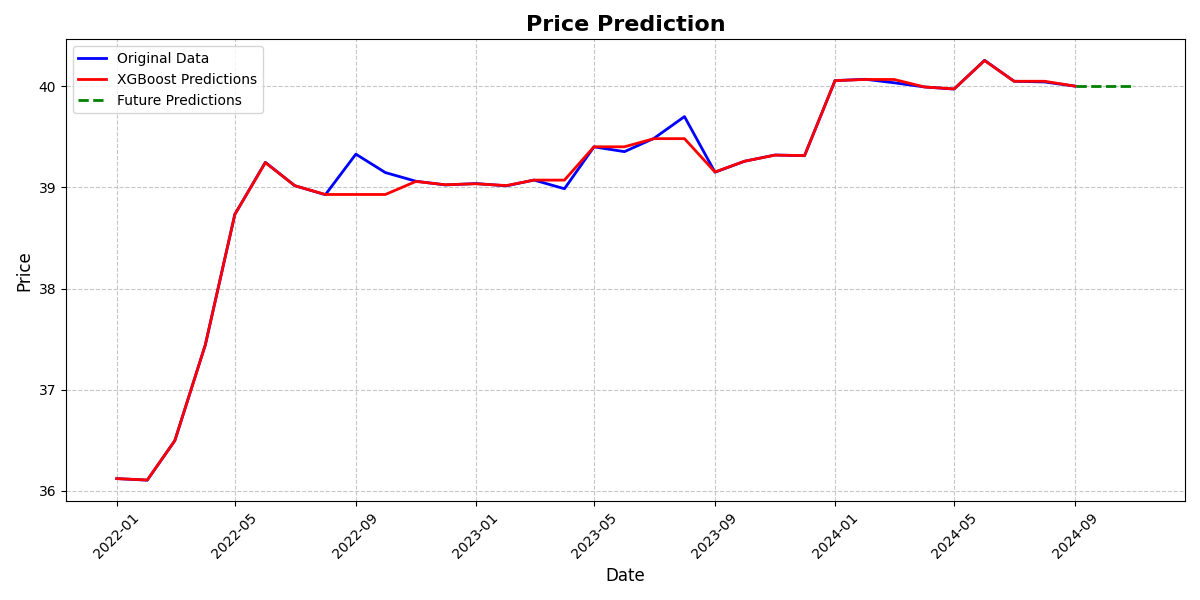 Price Prediction
Original Data
XGBoost Predictions
Future Predictions
Price
40
39
38
37
36
2022-01
2022-05
2022-09
2023-01
2023-05
2023-09
2024-01
2024-05
2024-09
Date